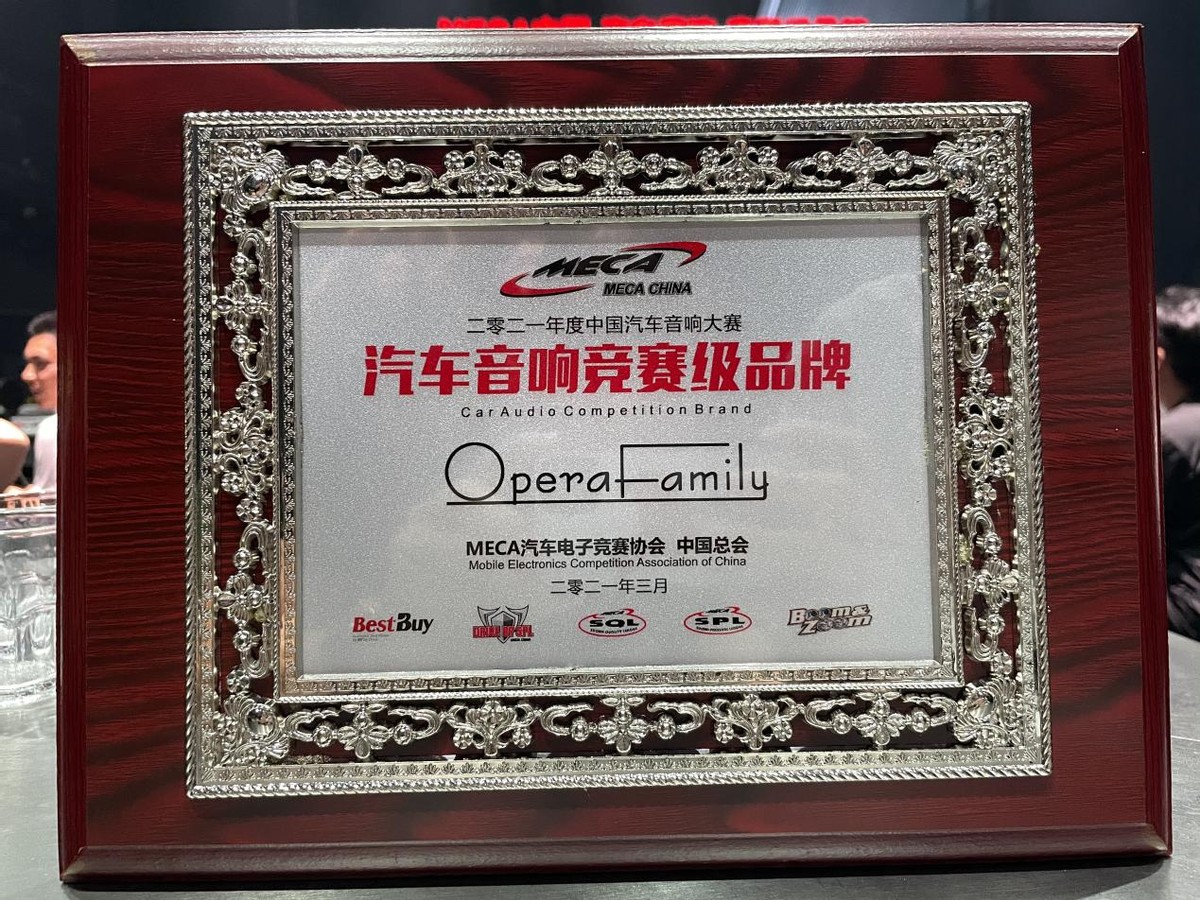 MECA
MECA CHINA
二零二一年度中国汽车音响大赛
汽车音响竞赛级品牌
Car Audio Competition Brand
OperaFamily
MECA汽车电子竞赛协会 中国总会
Mobile Electronics Competition Association of China
二零二一年三月
BestBuy
SQL
SPL
Boom& Zoom